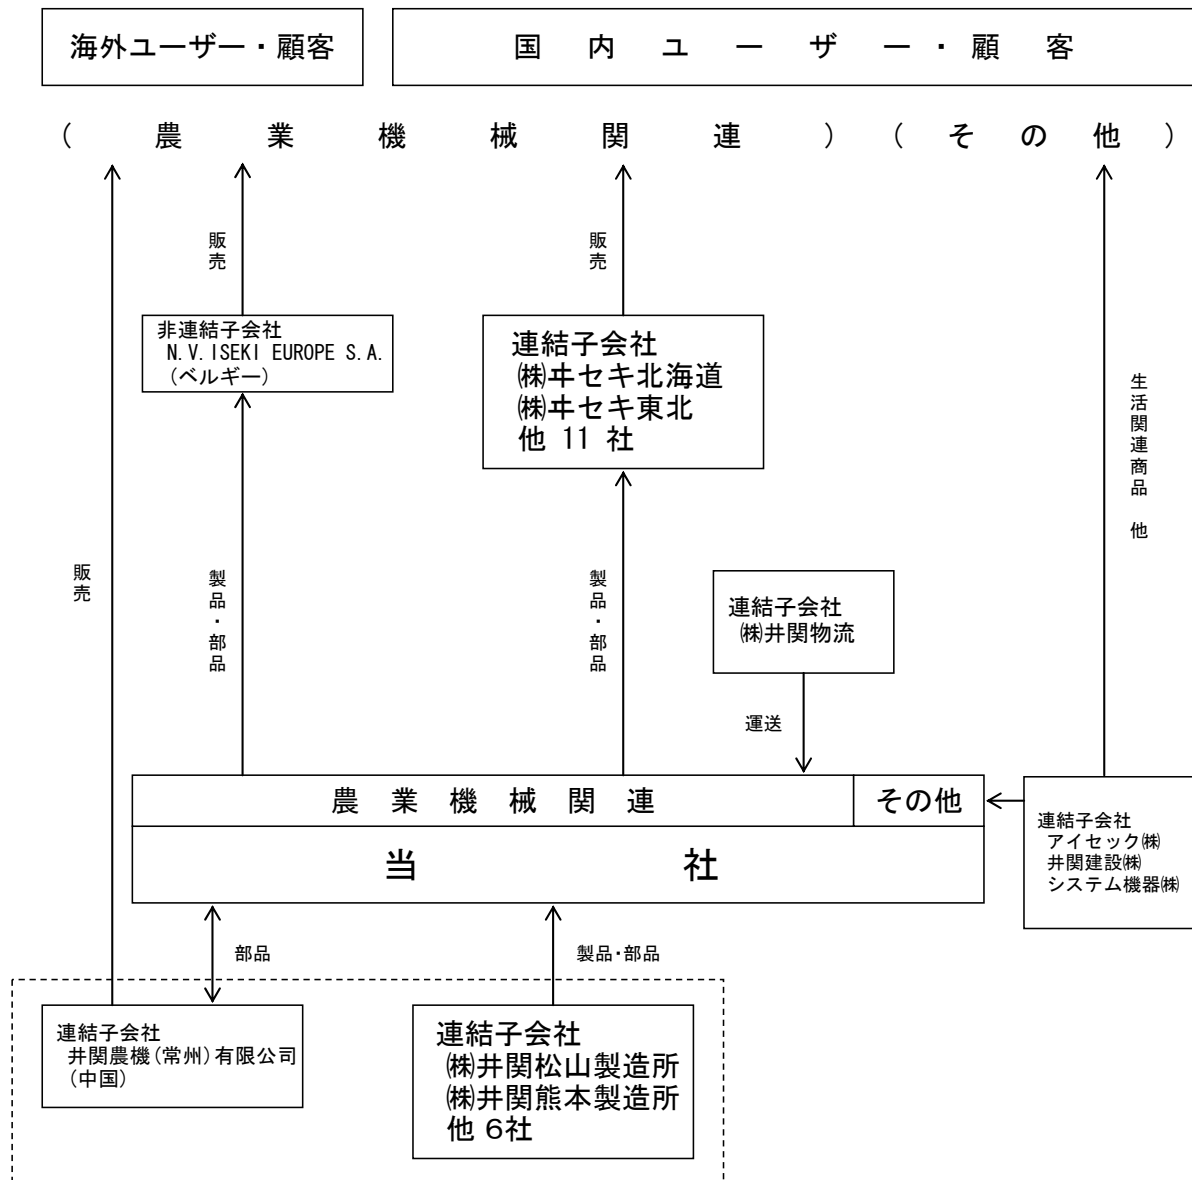 海外ユーザー・顧客
国内ユーザー・顧客
(農業機械関連)(その他)
販売
販売
非連結子会社
N.V.ISEKI EUROPE S.A.
(ベルギー)
連結子会社
㈱ヰセキ北海道
㈱ヰセキ東北
他 11 社
生活関連商品 他
販売
製品・部品
製品・部品
連結子会社
㈱井関物流
運送
農業機械関連
その他
当社
連結子会社
アイセック㈱
井関建設㈱
システム機器㈱
部品
製品・部品
連結子会社
井関農機(常州)有限公司
(中国)
連結子会社
㈱井関松山製造所
㈱井関熊本製造所
他 6社